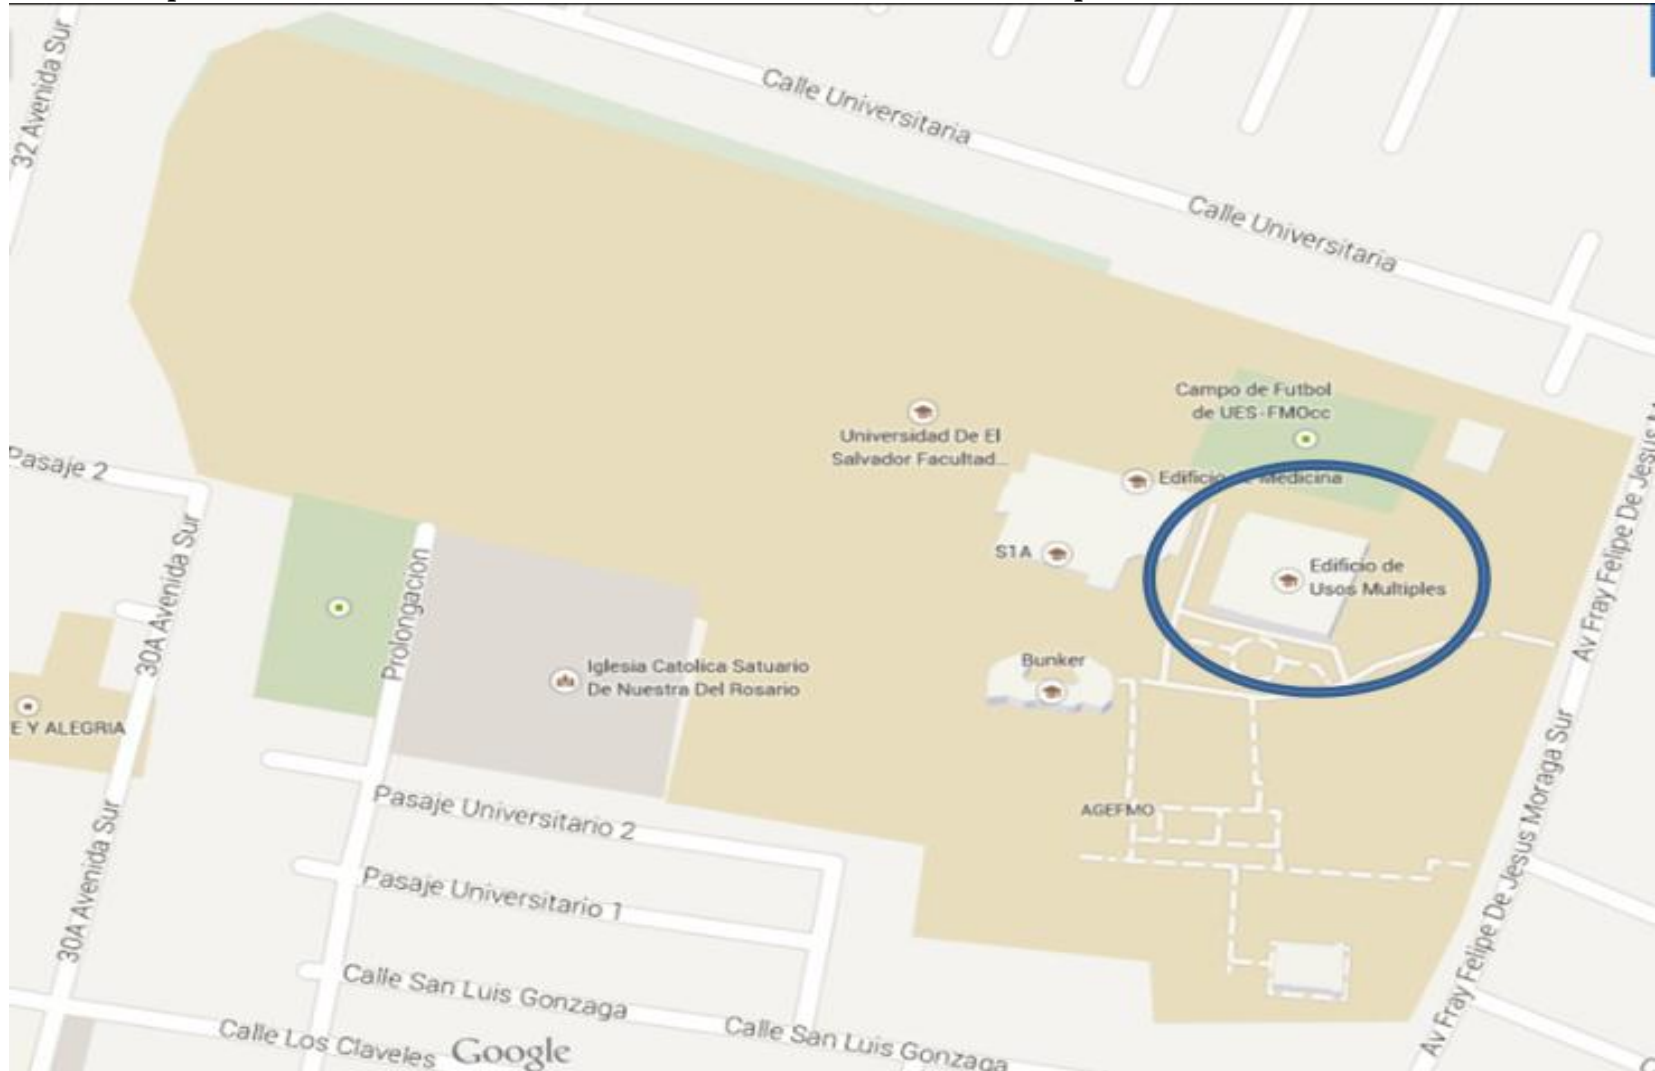 Calle Universitaria
32 Avenida Sur
Calle Universitaria
Campo de Futbol
de UES-FMOcc
Universidad De El
Salvador Facultad...
Edificio de Medicina
Pasaje 2
S1A
Edificio de
Usos Multiples
30A Avenida Sur
Prolongacion
Av Fray Felipe De Jesus M
Iglesia Catolica Satuario
De Nuestra Del Rosario
Bunker
E Y ALEGRIA
Pasaje Universitario 2
AGEFMO
Av Fray Felipe De Jesus Moraga Sur
Pasaje Universitario 1
30A Avenida Sur
Calle San Luis Gonzaga
Calle Los Claveles
Google
Calle San Luis Gonzaga